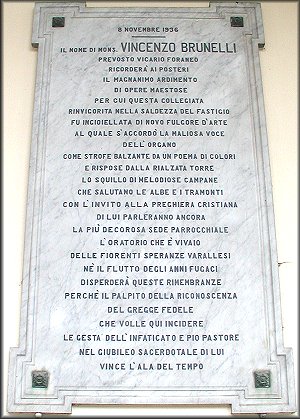 8 NOVEMBRE 1936
IL NOME DI MONS. VINCENZO BRUNELLI
PREVOSTO VICARIO FORANEO
RICORDERÀ AI POSTERI
IL MAGNANIMO ARDIMENTO
DI OPERE MAESTOSE
PER CUI QUESTA COLLEGIATA
RINVIGORITA NELLA SALDEZZA DEL FASTIGIO
FU INGIOIELLATA DI NOVO FULGORE D'ARTE
AL QUALE S'ACCORDÒ LA MALIOSA VOCE
DELL'ORGANO
COME STROFE BALZANTE DA UN POEMA DI COLORI
E RISPOSE DALLA RIALZATA TORRE
LO SQUILLO DI MELODIOSE CAMPANE
CHE SALUTANO LE ALBE E I TRAMONTI
CON L'INVITO ALLA PREGHIERA CRISTIANA
DI LUI PARLERANNO ANCORA
LA PIÙ DECOROSA SEDE PARROCCHIALE
L'ORATORIO CHE È VIVAIO
DELLE FIORENTI SPERANZE VARALLESI
NÈ IL FLUTTO DEGLI ANNI FUGACI
DISPERDERÀ QUESTE RIMEMBRANZE
PERCHÈ IL PALPITO DELLA RICONOSCENZA
DEL GREGGE FEDELE
CHE VOLLE QUI INCIDERE
LE GESTA DELL'INFATICATO E PIO PASTORE
NEL GIUBILEO SACERDOTALE DI LUI
VINCE L'ALA DEL TEMPO